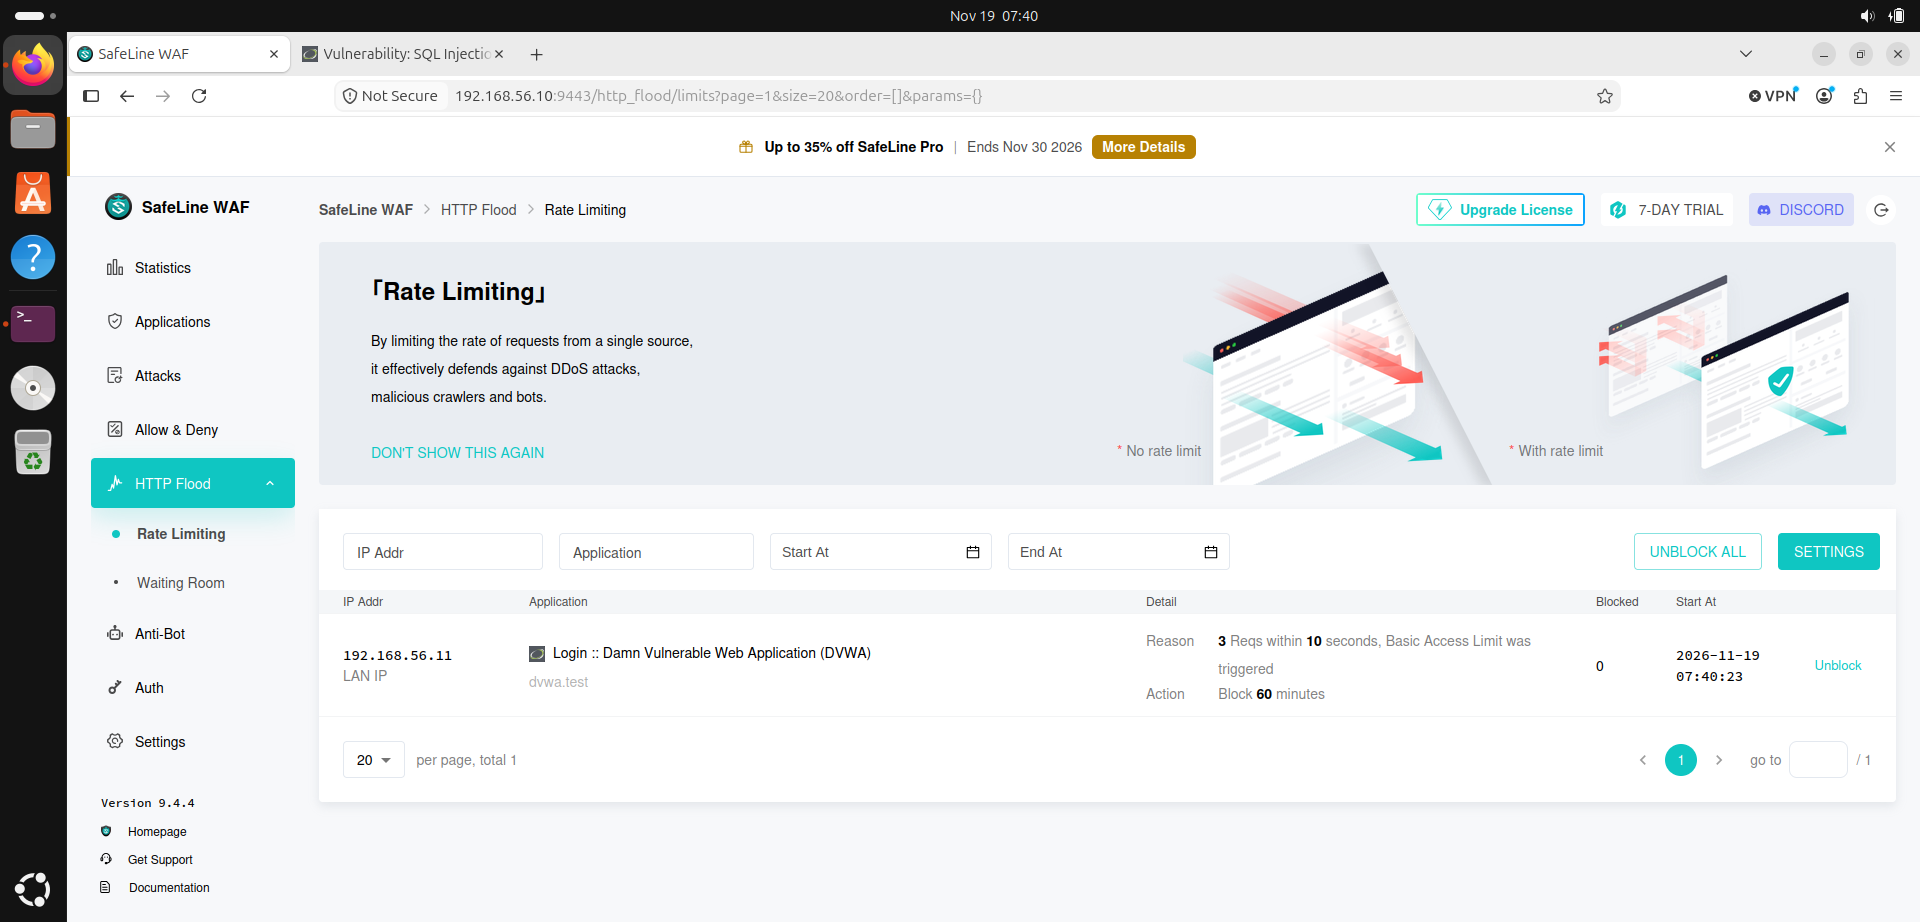 Nov 19 07:40
SafeLine WAF
Vulnerability: SQL Injectio
Not Secure
192.168.56.10:9443/http_flood/limits?page=1&size=20&order=[]&params={}
VPN
Up to 35% off SafeLine Pro | Ends Nov 30 2026 More Details
SafeLine WAF
SafeLine WAF > HTTP Flood > Rate Limiting
Upgrade License
7-DAY TRIAL
DISCORD
Statistics
Applications
Attacks
Allow & Deny
HTTP Flood
Rate Limiting
Waiting Room
Anti-Bot
Auth
Settings
Version 9.4.4
Homepage
Get Support
Documentation
「Rate Limiting」
By limiting the rate of requests from a single source,
it effectively defends against DDoS attacks,
malicious crawlers and bots.
DON'T SHOW THIS AGAIN
* No rate limit
* With rate limit
IP Addr
Application
Start At
End At
UNBLOCK ALL
SETTINGS
IP Addr Application Detail Blocked Start At
192.168.56.11
LAN IP
Login :: Damn Vulnerable Web Application (DVWA)
dvwa.test
Reason 3 Reqs within 10 seconds, Basic Access Limit was
triggered
Action Block 60 minutes
0
2026-11-19
07:40:23
Unblock
20 per page, total 1
1
go to / 1